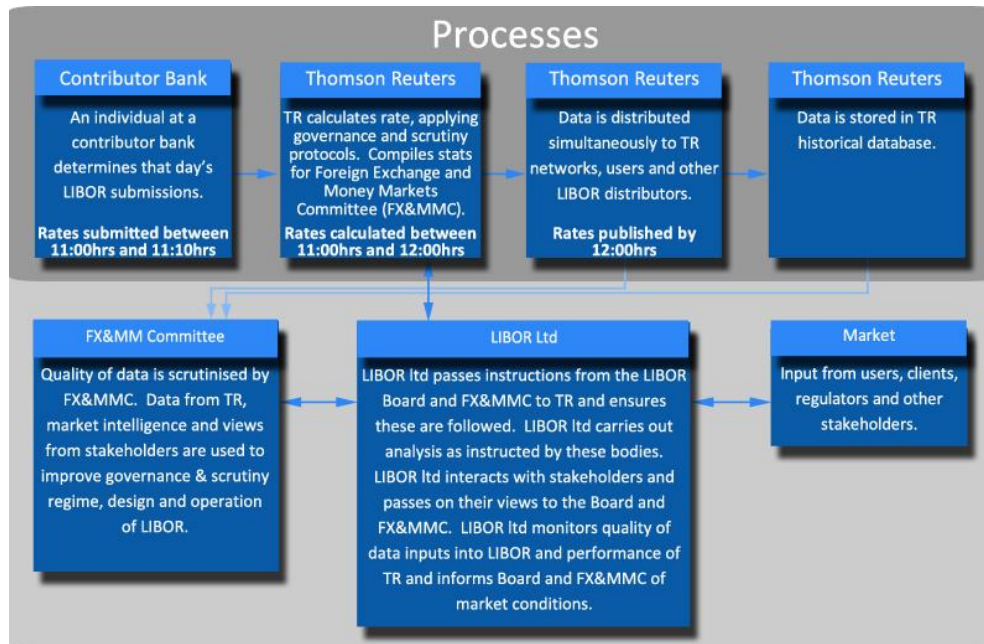 Processes
Contributor Bank
An individual at a
contributor bank
determines that day's
LIBOR submissions.
Rates submitted between
11:00hrs and 11:10hrs
Thomson Reuters
TR calculates rate, applying
governance and scrutiny
protocols. Compiles stats
for Foreign Exchange and
Money Markets
Committee (FX&MMC).
Rates calculated between
11:00hrs and 12:00hrs
Thomson Reuters
Data is distributed
simultaneously to TR
networks, users and other
LIBOR distributors.
Rates published by
12:00hrs
Thomson Reuters
Data is stored in TR
historical database.
FX&MM Committee
Quality of data is scrutinised by
FX&MMC. Data from TR,
market intelligence and views
from stakeholders are used to
improve governance & scrutiny
regime, design and operation
of LIBOR.
LIBOR Ltd
LIBOR ltd passes instructions from the LIBOR
Board and FX&MMC to TR and ensures
these are followed. LIBOR ltd carries out
analysis as instructed by these bodies.
LIBOR ltd interacts with stakeholders and
passes on their views to the Board and
FX&MMC. LIBOR ltd monitors quality of
data inputs into LIBOR and performance of
TR and informs Board and FX&MMC of
market conditions.
Market
Input from users, clients,
regulators and other
stakeholders.